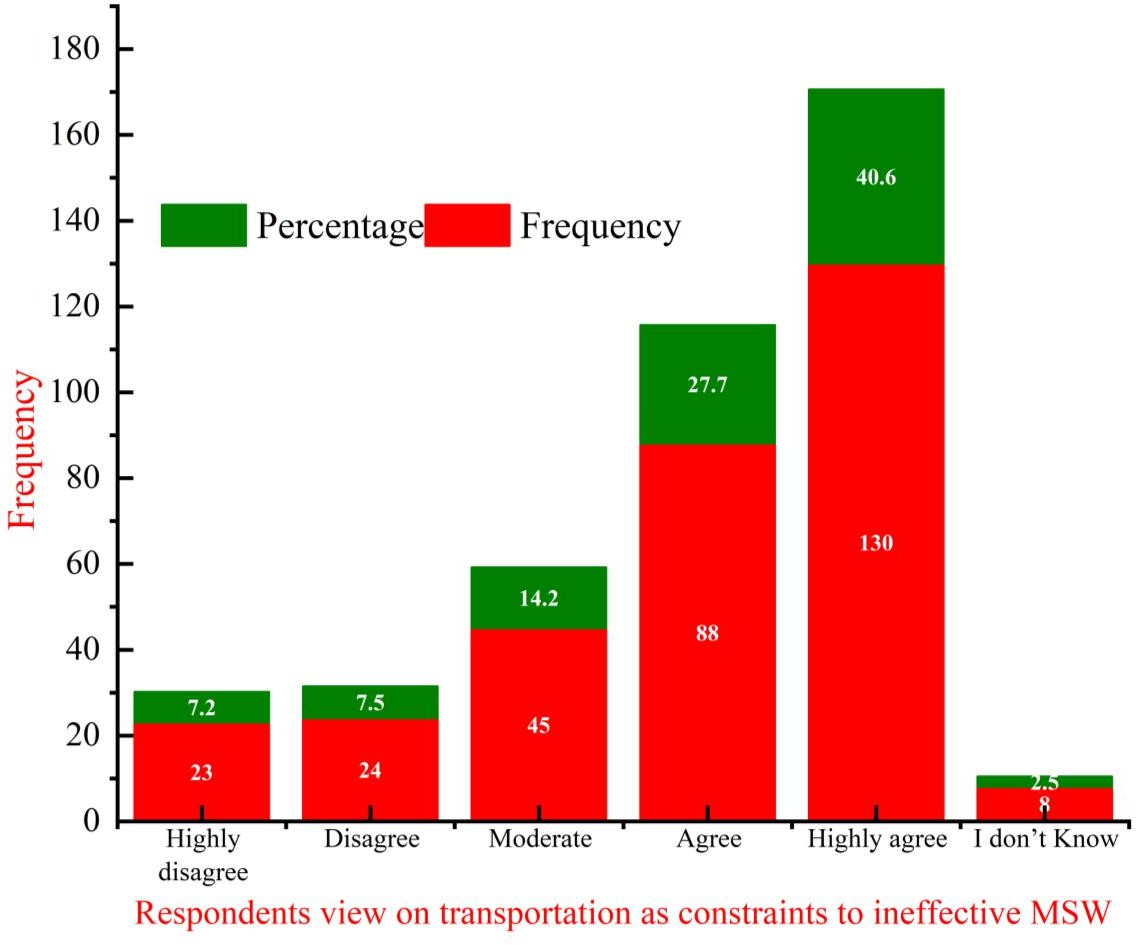 180
160
140
120
100
80
60
40
20
0
Frequency
Percentage Frequency
7.2
23
7.5
24
14.2
45
27.7
88
40.6
130
2.5
8
Highly disagree
Disagree
Moderate
Agree
Highly agree
I don’t Know
Respondents view on transportation as constraints to ineffective MSW